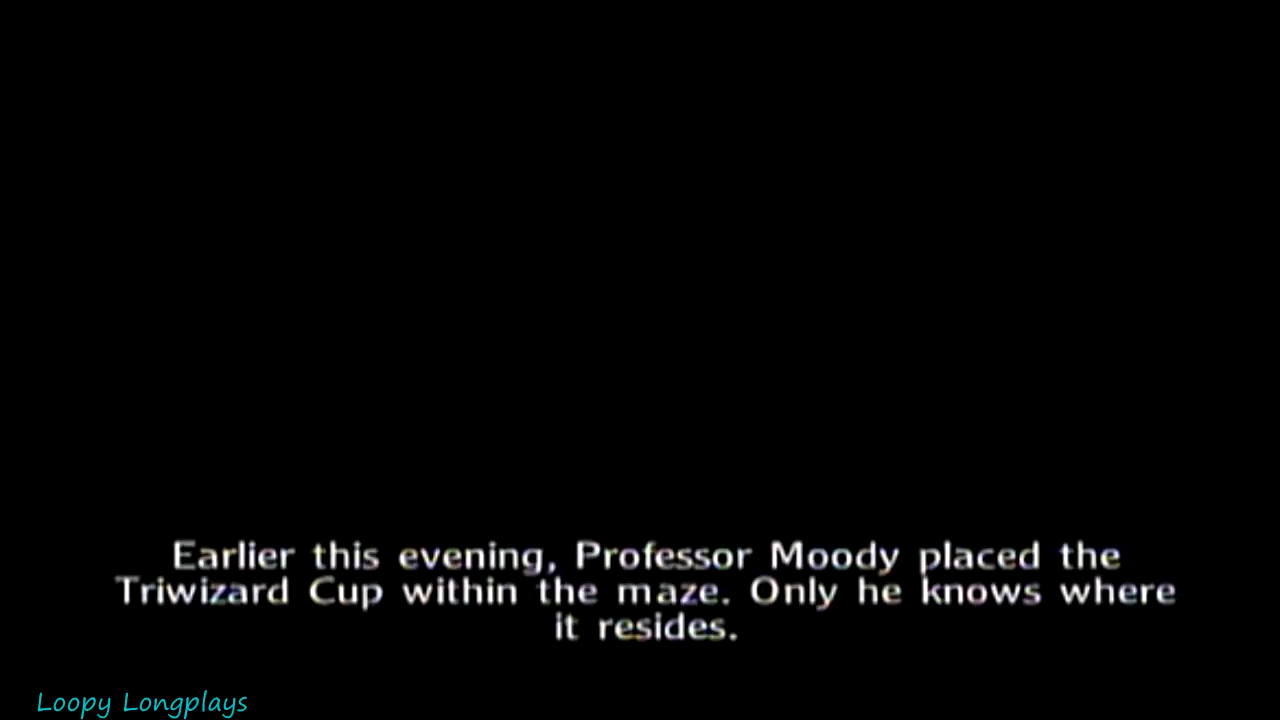 Earlier this evening, Professor Moody placed the
Triwizard Cup within the maze. Only he knows where
it resides.
Loopy Longplays